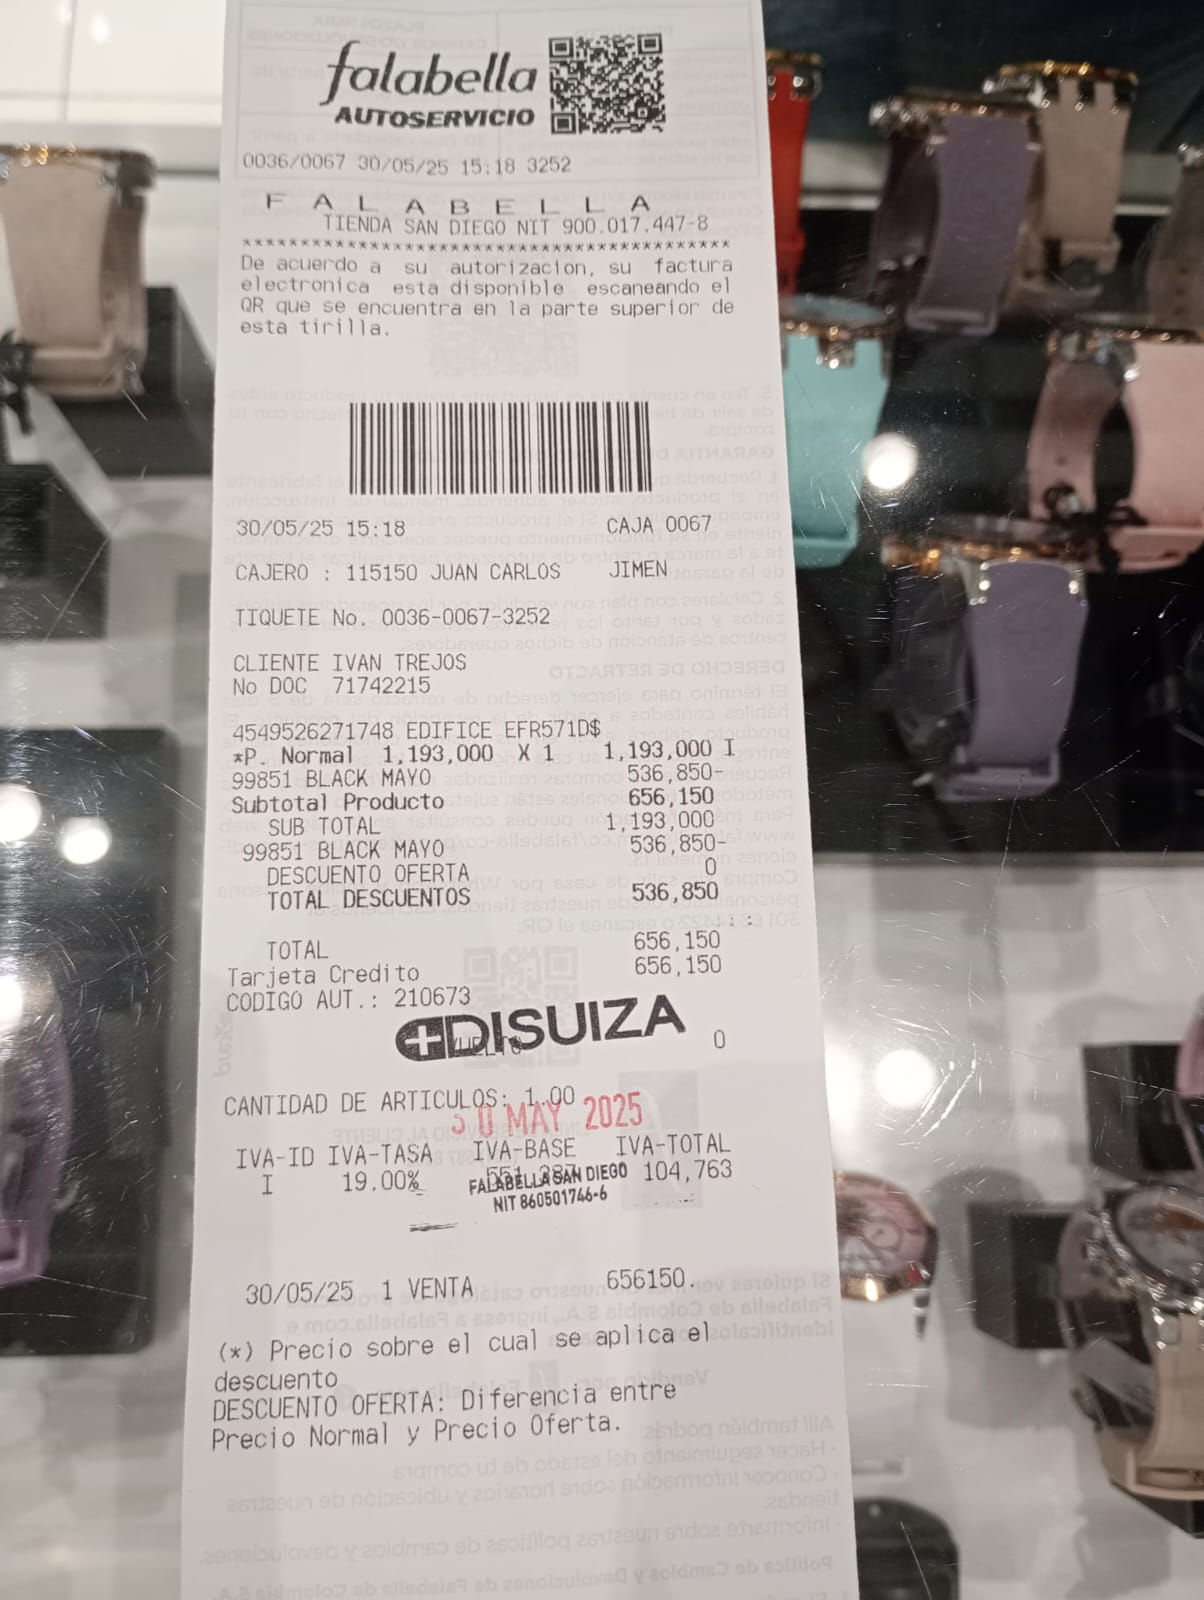 falabella
AUTOSERVICIO
0036/0067 30/05/25 15:18 3252
F A L A B E L L A
TIENDA SAN DIEGO NIT 900.017.447-8
******************************************
De acuerdo a su autorizacion, su factura
electronica esta disponible escaneando el
QR que se encuentra en la parte superior de
esta tirilla.
30/05/25 15:18 CAJA 0067
CAJERO : 115150 JUAN CARLOS JIMEN
TIQUETE No. 0036-0067-3252
CLIENTE IVAN TREJOS
No DOC 71742215
4549526271748 EDIFICE EFR571D$
*P. Normal 1,193,000 X 1 1,193,000 I
99851 BLACK MAYO 536,850-
Subtotal Producto 656,150
SUB TOTAL 1,193,000
99851 BLACK MAYO 536,850-
DESCUENTO OFERTA 0
TOTAL DESCUENTOS 536,850
TOTAL 656,150
Tarjeta Credito 656,150
CODIGO AUT.: 210673
DISUIZA
0
CANTIDAD DE ARTICULOS: 1.00
30 MAY 2025
IVA-ID IVA-TASA IVA-BASE IVA-TOTAL
I 19.00% 104,763
FALABELLA SAN DIEGO
NIT 860501746-6
30/05/25 1 VENTA 656150.
(*) Precio sobre el cual se aplica el
descuento
DESCUENTO OFERTA: Diferencia entre
Precio Normal y Precio Oferta.